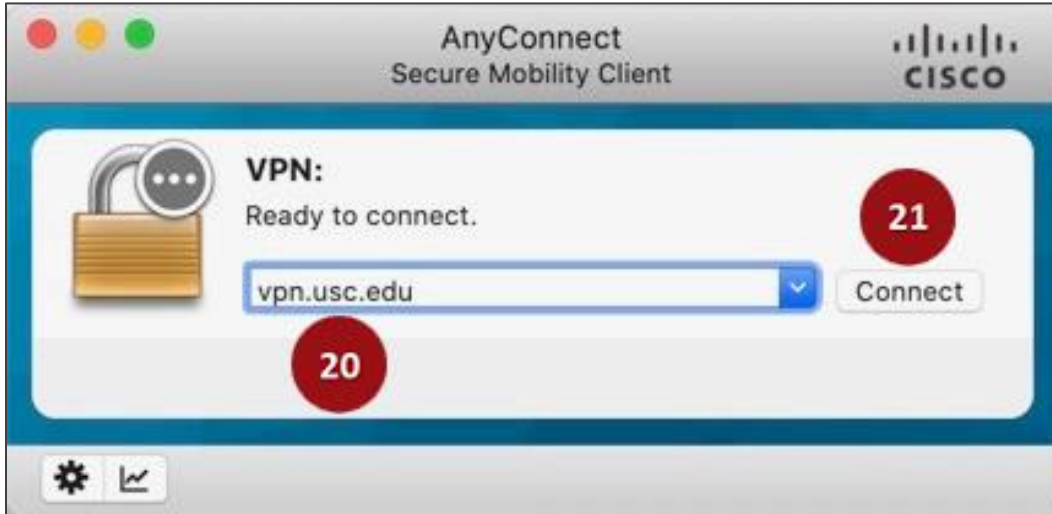 AnyConnect
Secure Mobility Client
CISCO
VPN:
Ready to connect.
21
vpn.usc.edu
Connect
20